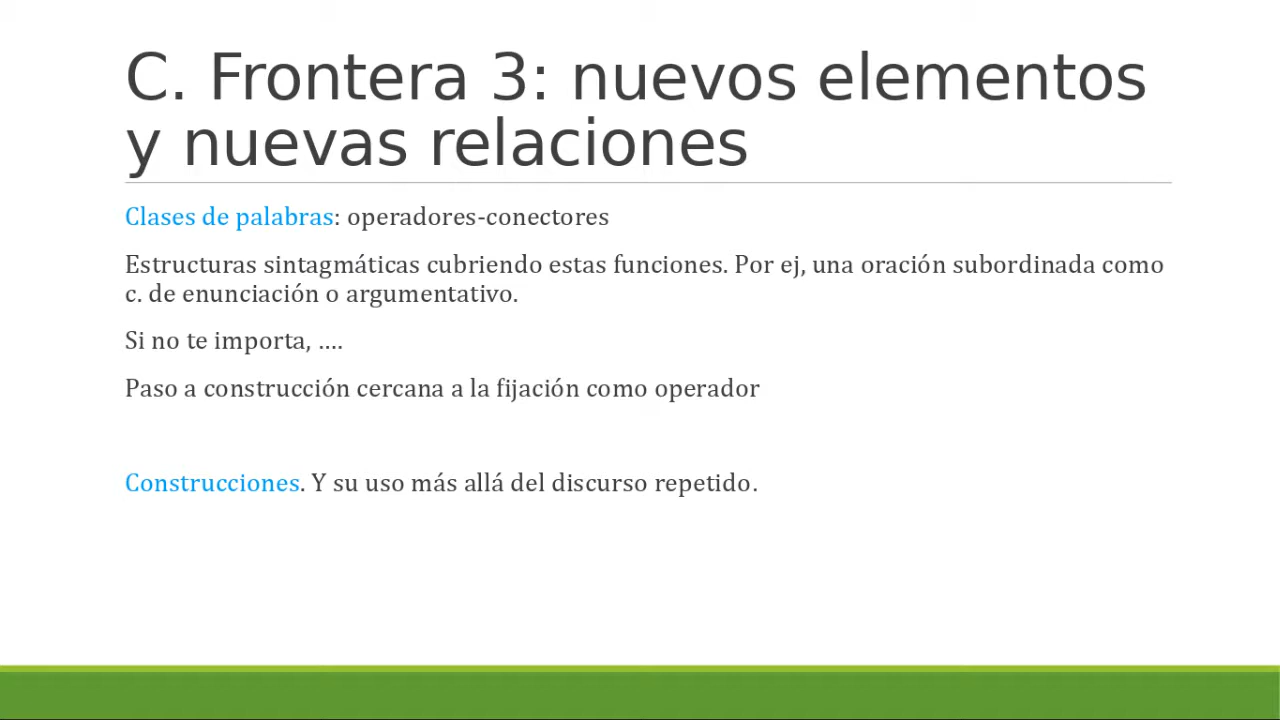 C. Frontera 3: nuevos elementos
y nuevas relaciones
Clases de palabras: operadores-conectores
Estructuras sintagmáticas cubriendo estas funciones. Por ej, una oración subordinada como
c. de enunciación o argumentativo.
Si no te importa, ....
Paso a construcción cercana a la fijación como operador
Construcciones. Y su uso más allá del discurso repetido.